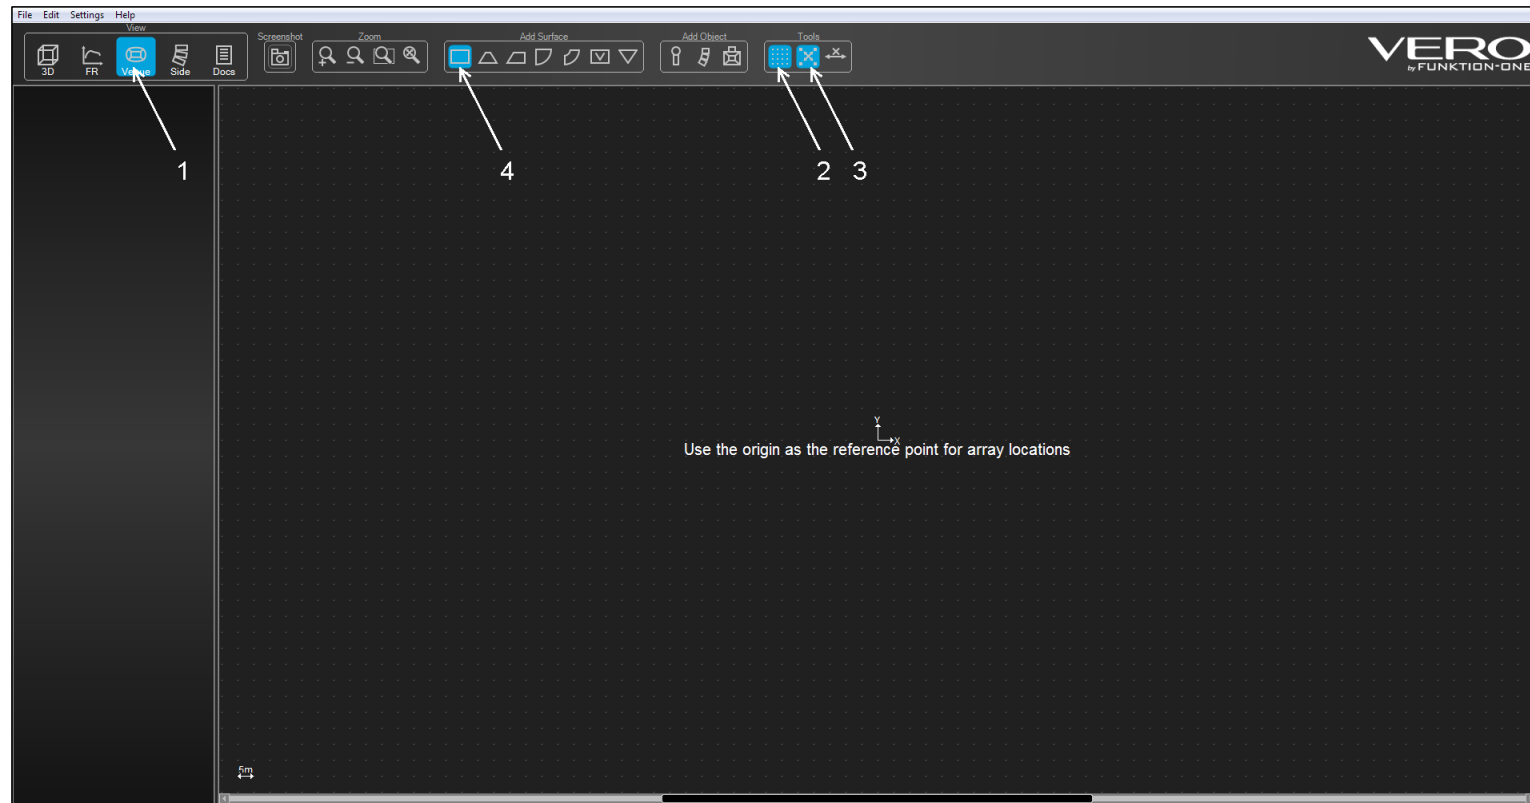 File Edit Settings Help
View
Screenshot
Zoom
Add Surface
Add Object
Tools
3D FR Venue Side Docs
VERO
by FUNKTION-ONE
1
4
2 3
Y
X
Use the origin as the reference point for array locations
5m